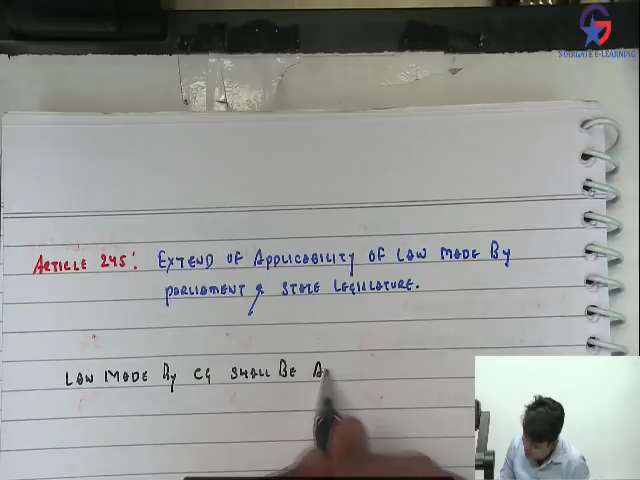 STARGATE E-LEARNING
ARTICLE 245: EXTEND OF APPLICABILITY OF LAW MADE BY
PARLIAMENT & STATE LEGISLATURE.
LAW MADE BY CG SHALL BE A